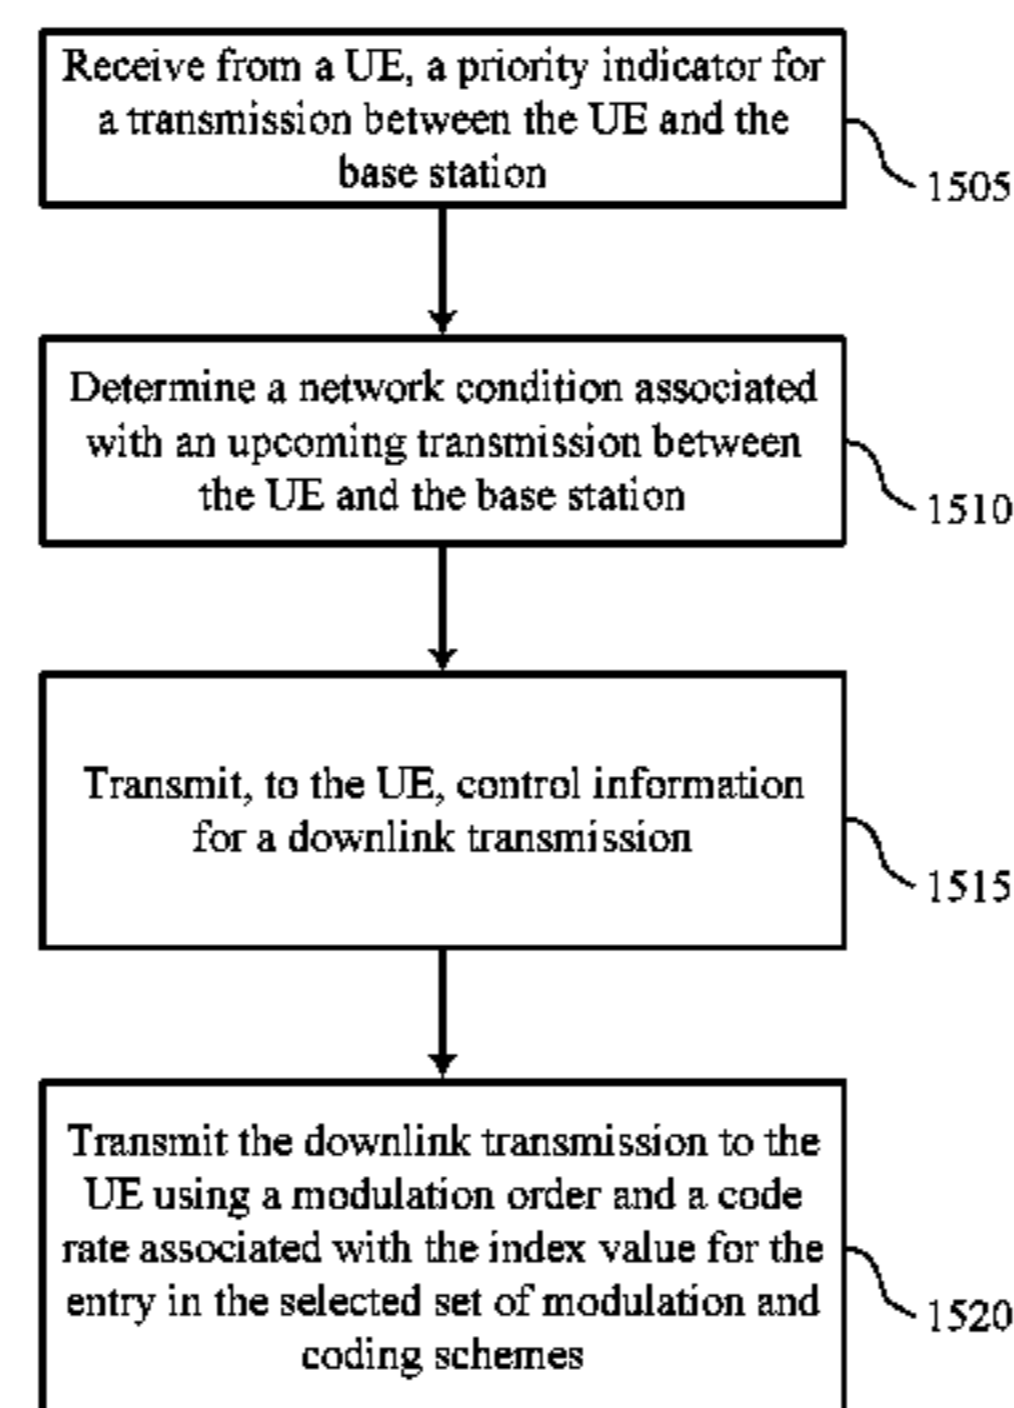 Receive from a UE, a priority indicator for
a transmission between the UE and the
base station
1505
Determine a network condition associated
with an upcoming transmission between
the UE and the base station
1510
Transmit, to the UE, control information
for a downlink transmission
1515
Transmit the downlink transmission to the
UE using a modulation order and a code
rate associated with the index value for the
entry in the selected set of modulation and
coding schemes
1520